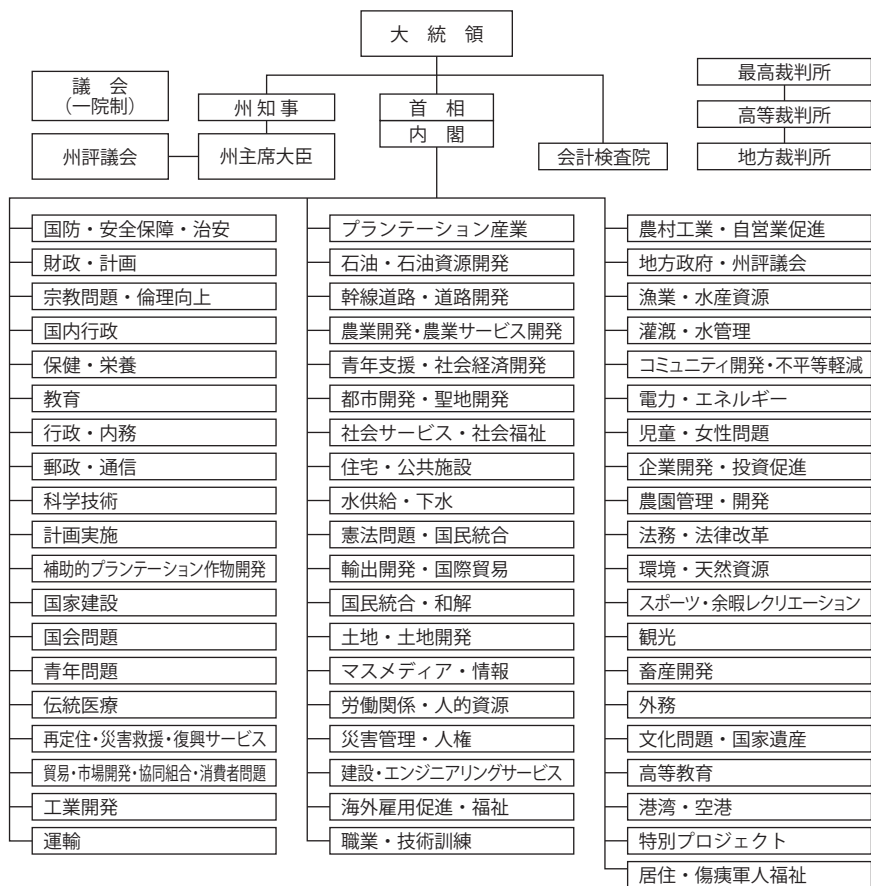 大統領
議会
（一院制）
州知事
首相
内閣
州評議会
州主席大臣
会計検査院
最高裁判所
高等裁判所
地方裁判所
国防・安全保障・治安
財政・計画
宗教問題・倫理向上
国内行政
保健・栄養
教育
行政・内務
郵政・通信
科学技術
計画実施
補助的プランテーション作物開発
国家建設
国会問題
青年問題
伝統医療
再定住・災害救援・復興サービス
貿易・市場開発・協同組合・消費者問題
工業開発
運輸
プランテーション産業
石油・石油資源開発
幹線道路・道路開発
農業開発・農業サービス開発
青年支援・社会経済開発
都市開発・聖地開発
社会サービス・社会福祉
住宅・公共施設
水供給・下水
憲法問題・国民統合
輸出開発・国際貿易
国民統合・和解
土地・土地開発
マスメディア・情報
労働関係・人的資源
災害管理・人権
建設・エンジニアリングサービス
海外雇用促進・福祉
職業・技術訓練
農村工業・自営業促進
地方政府・州評議会
漁業・水産資源
灌漑・水管理
コミュニティ開発・不平等軽減
電力・エネルギー
児童・女性問題
企業開発・投資促進
農園管理・開発
法務・法律改革
環境・天然資源
スポーツ・余暇レクリエーション
観光
畜産開発
外務
文化問題・国家遺産
高等教育
港湾・空港
特別プロジェクト
居住・傷痍軍人福祉